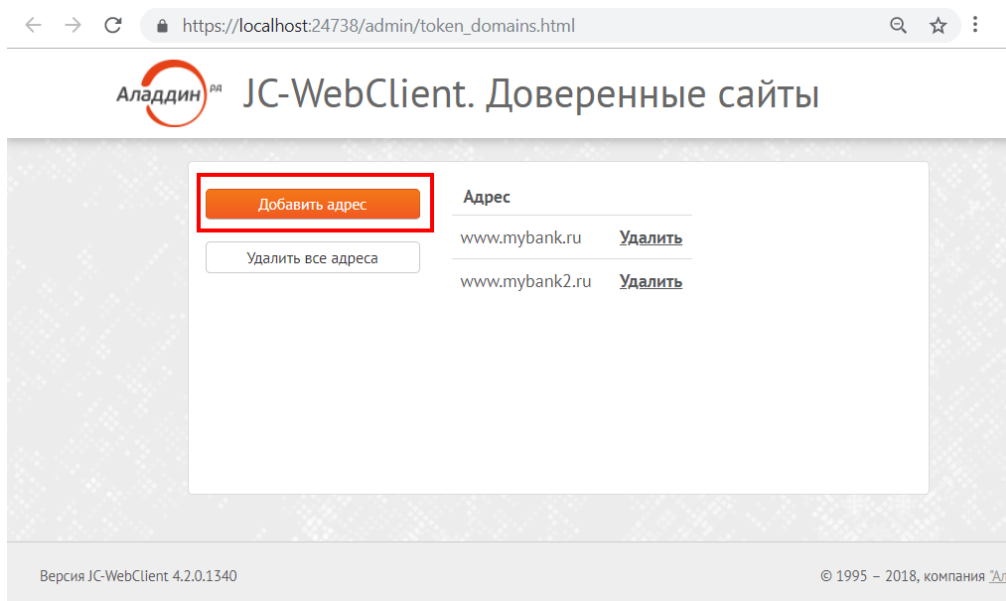 https://localhost:24738/admin/token_domains.html
Аладдин РД
JC-WebClient. Доверенные сайты
Добавить адрес
Удалить все адреса
Адрес
www.mybank.ru Удалить
www.mybank2.ru Удалить
Версия JC-WebClient 4.2.0.1340
© 1995 – 2018, компания "Ал